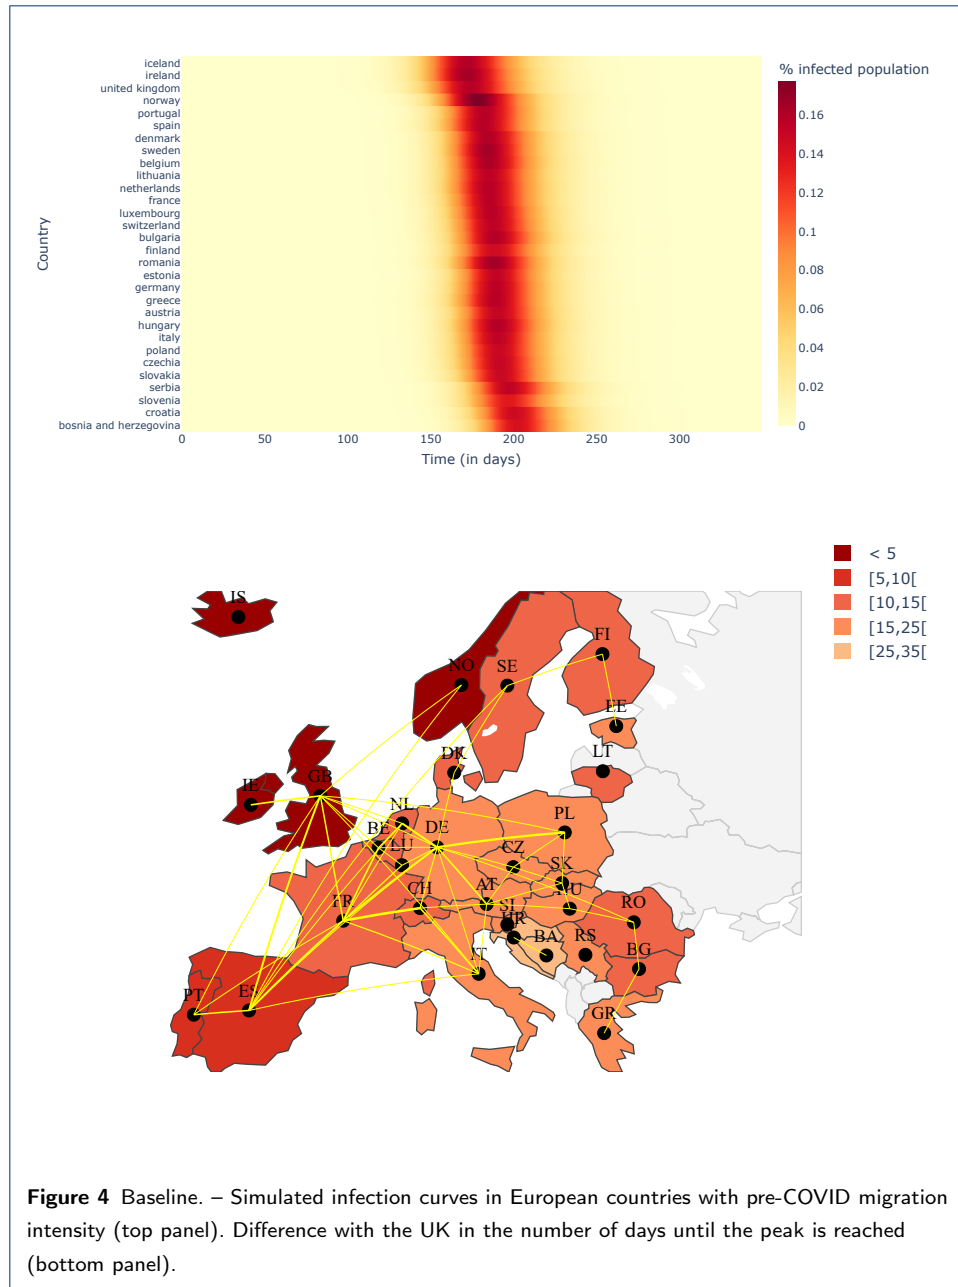 % infected population
iceland
ireland
united kingdom
norway
portugal
spain
denmark
sweden
belgium
lithuania
netherlands
france
luxembourg
switzerland
bulgaria
finland
romania
estonia
germany
greece
austria
hungary
italy
poland
czechia
slovakia
serbia
slovenia
croatia
bosnia and herzegovina
Country
0.16
0.14
0.12
0.1
0.08
0.06
0.04
0.02
0
0 50 100 150 200 250 300
Time (in days)
< 5
[5,10[
[10,15[
[15,25[
[25,35[
IS
FI
NO SE
EE
LT
DK
GB
IE
NL
PL
BE DE
LU
CZ
SK
CH AT
HU
FR
SI
RO
HR
BA RS
BG
IT
PT ES
GR
Figure 4 Baseline. – Simulated infection curves in European countries with pre-COVID migration
intensity (top panel). Difference with the UK in the number of days until the peak is reached
(bottom panel).